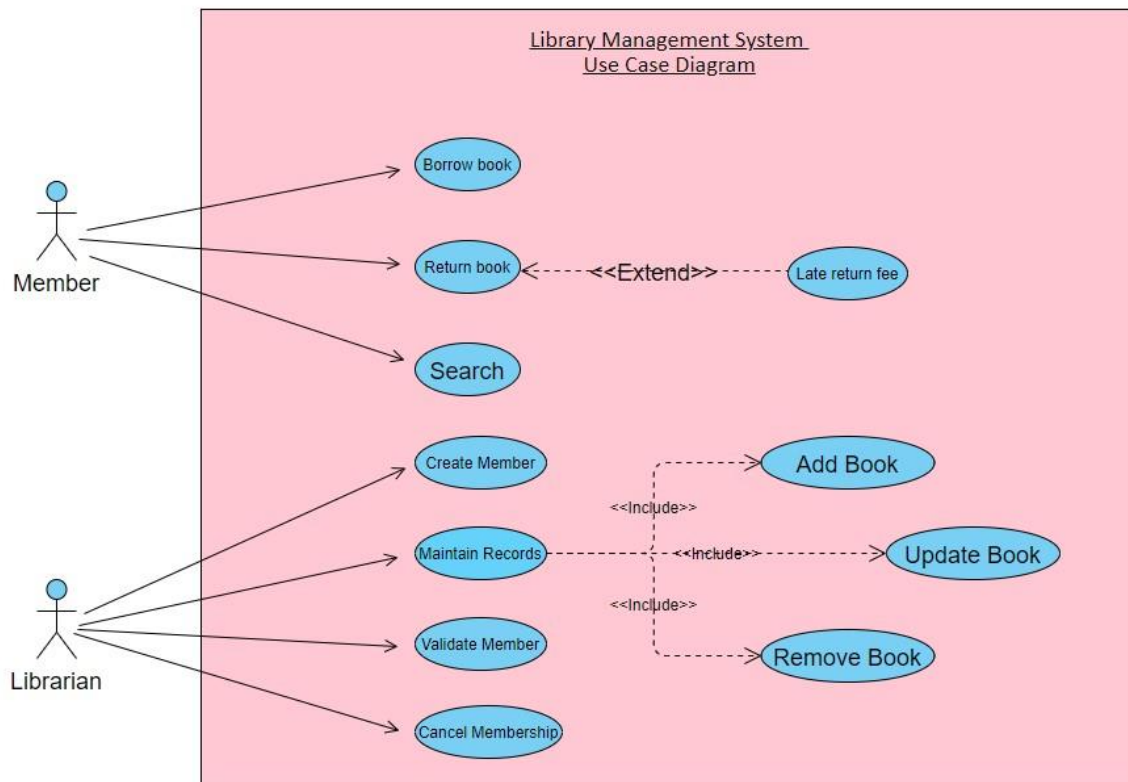 Library Management System
Use Case Diagram
Borrow book
Member
Return book
<<Extend>>
Late return fee
Search
Create Member
Add Book
<<Include>>
Maintain Records
<<Include>>
Update Book
<<Include>>
Librarian
Validate Member
Remove Book
Cancel Membership